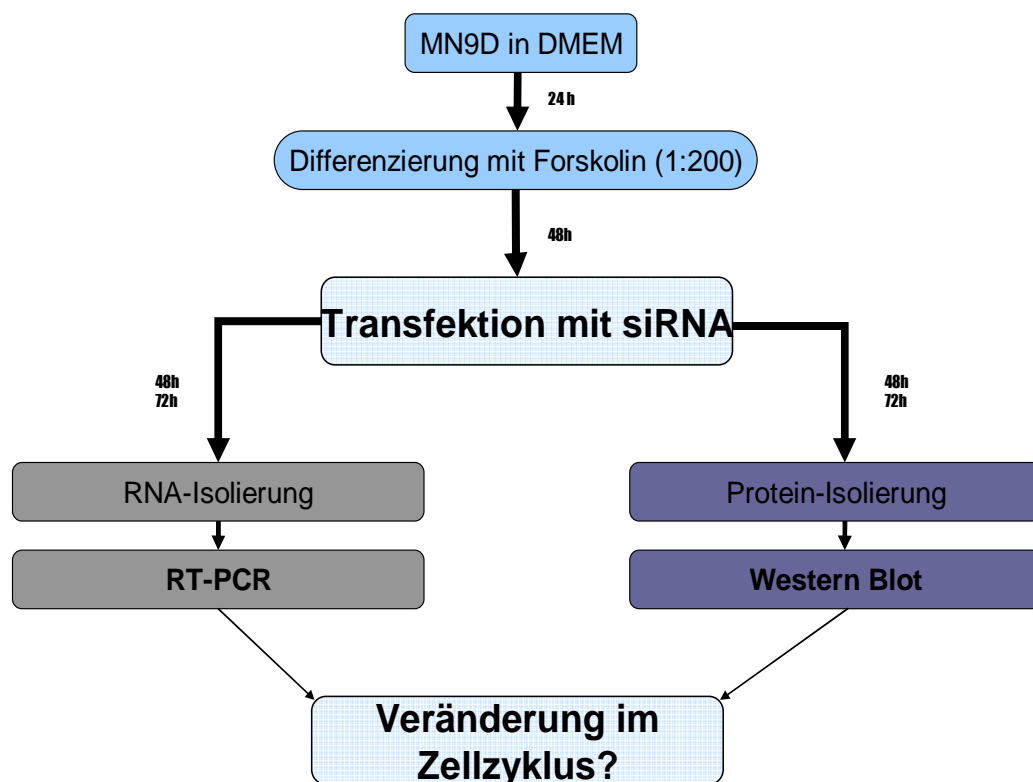 MN9D in DMEM
24 h
Differenzierung mit Forskolin (1:200)
48h
Transfektion mit siRNA
48h
72h
48h
72h
RNA-Isolierung
Protein-Isolierung
RT-PCR
Western Blot
Veränderung im
Zellzyklus?